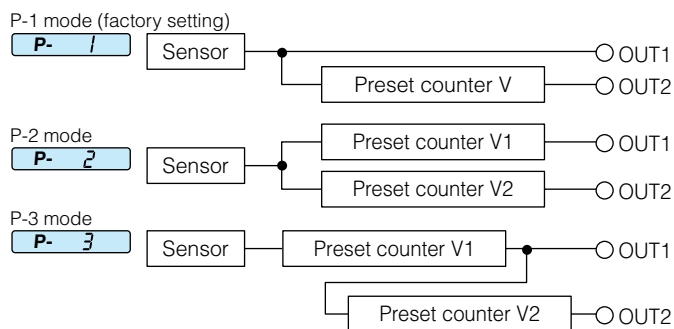 P-1 mode (factory setting)
P- 1
Sensor
OUT1
Preset counter V
OUT2
P-2 mode
P- 2
Sensor
Preset counter V1
OUT1
Preset counter V2
OUT2
P-3 mode
P- 3
Sensor
Preset counter V1
OUT1
Preset counter V2
OUT2